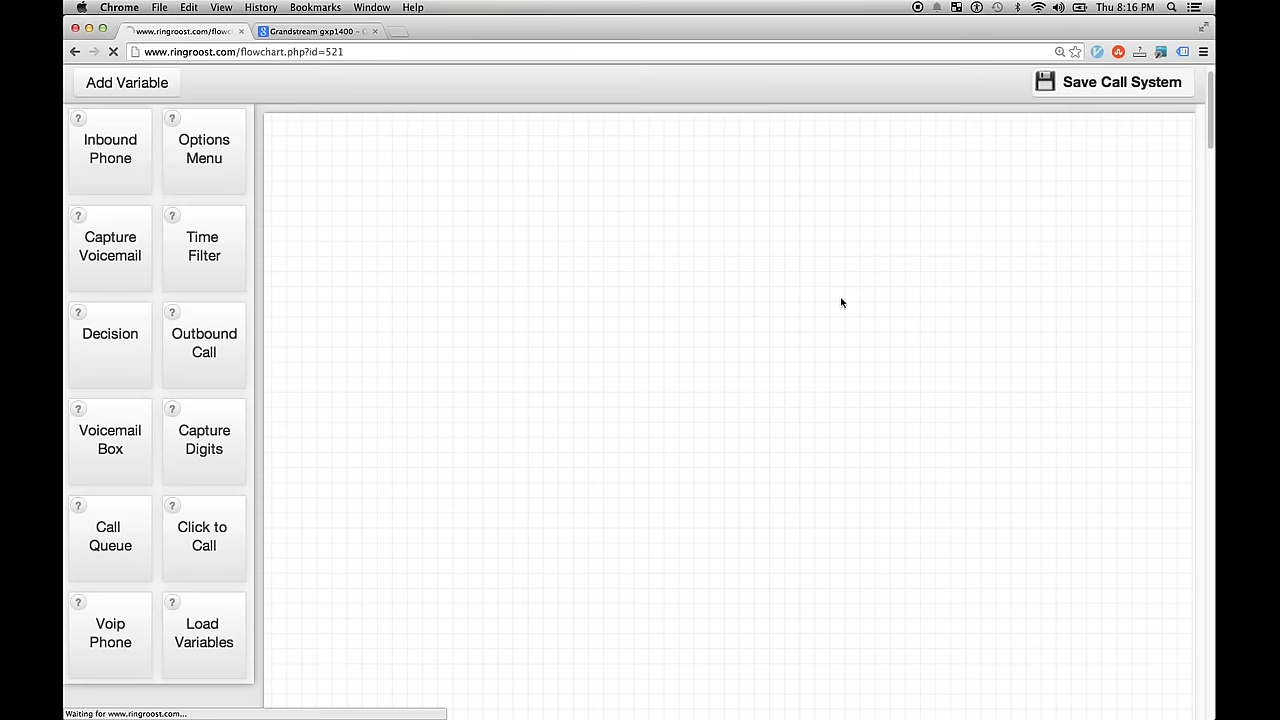 Chrome File Edit View History Bookmarks Window Help Thu 8:16 PM
www.ringroost.com/flowc × Grandstream gxp1400 – ×
www.ringroost.com/flowchart.php?id=521
Add Variable
Save Call System
? ?
Inbound
Phone
Options
Menu
? ?
Capture
Voicemail
Time
Filter
? ?
Decision
Outbound
Call
? ?
Voicemail
Box
Capture
Digits
? ?
Call
Queue
Click to
Call
? ?
Voip
Phone
Load
Variables
Waiting for www.ringroost.com...